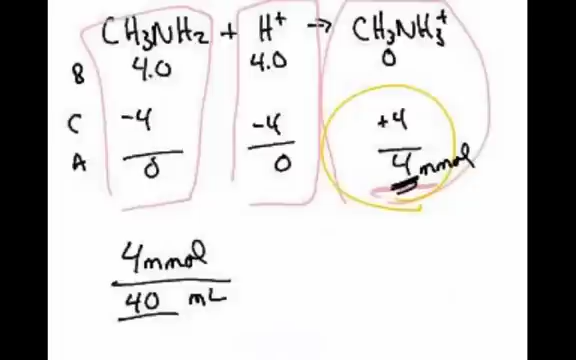 CH3NH2 + H+ → CH3NH3+
B 4.0 4.0 0
C -4 -4 +4
A 0 0 4 mmol
4 mmol
40 mL